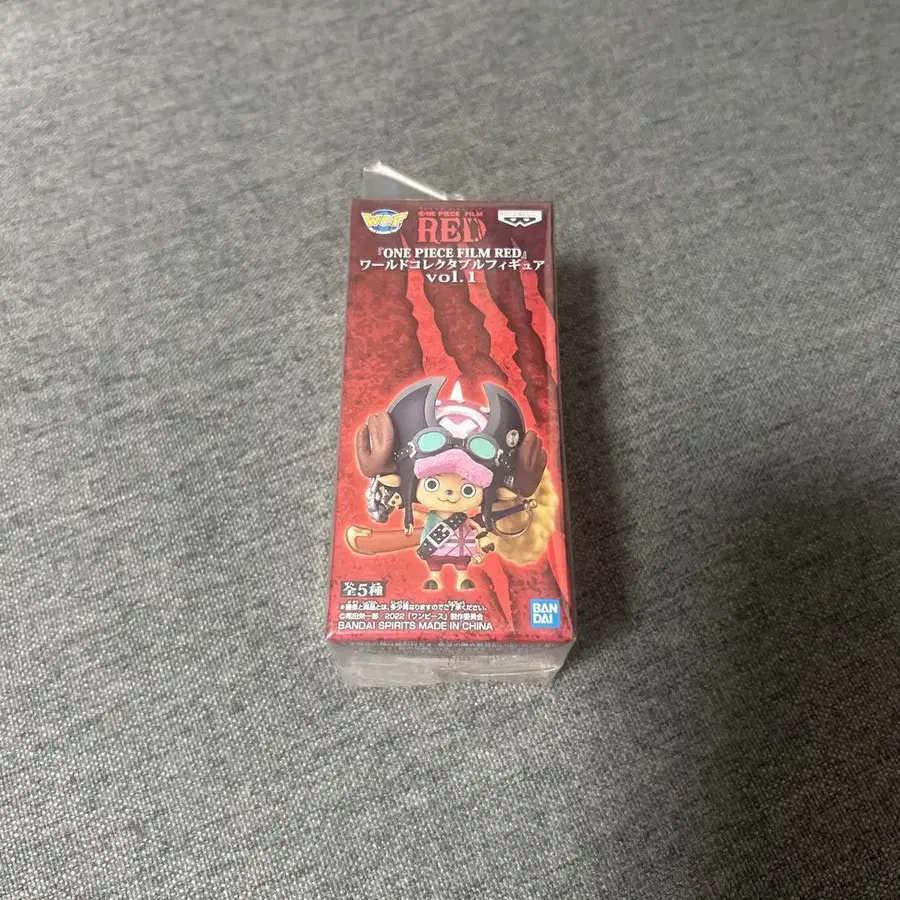 WCF
ONE PIECE FILM
RED
『ONE PIECE FILM RED』
ワールドコレクタブルフィギュア
vol.1
全5種
※画像と商品とは、多少異なりますのでご了承ください。
©尾田栄一郎/2022「ワンピース」製作委員会
BANDAI SPIRITS MADE IN CHINA
BAN
DAI